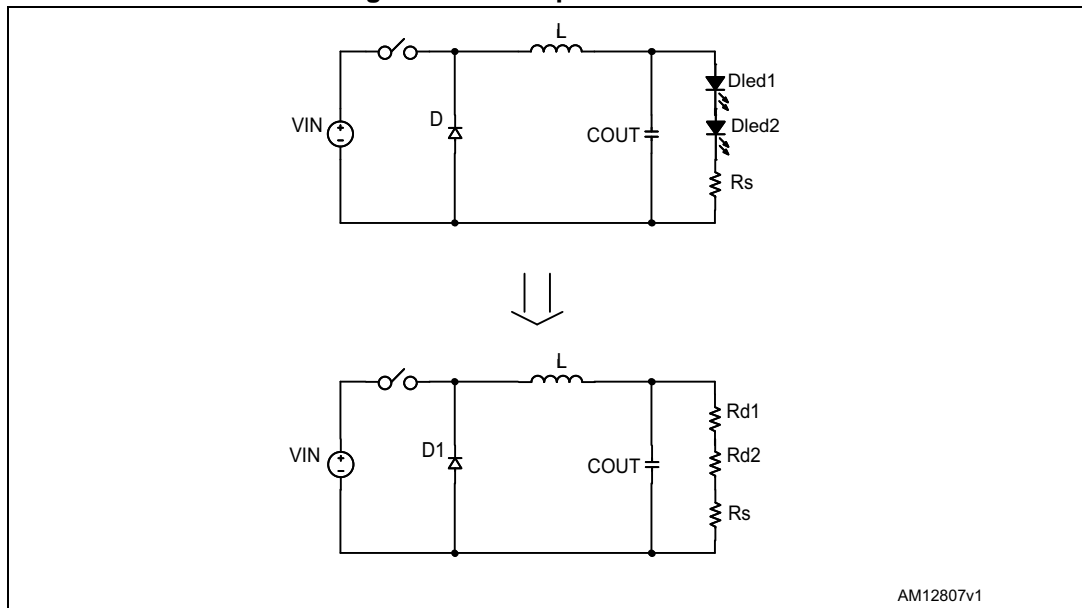 L
Dled1
VIN
+
-
D
COUT
Dled2
Rs
L
Rd1
VIN
+
-
D1
COUT
Rd2
Rs
AM12807v1